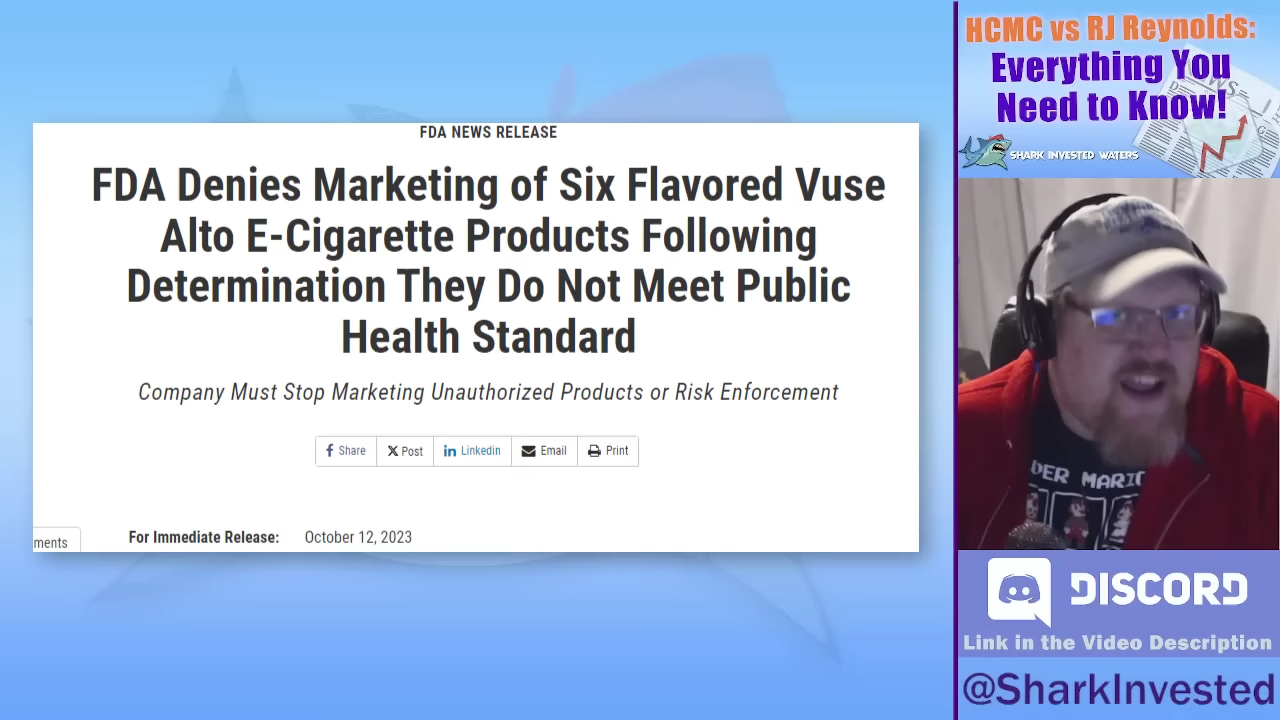 FDA NEWS RELEASE
FDA Denies Marketing of Six Flavored Vuse
Alto E-Cigarette Products Following
Determination They Do Not Meet Public
Health Standard
Company Must Stop Marketing Unauthorized Products or Risk Enforcement
Share
Post
Linkedin
Email
Print
ments
For Immediate Release: October 12, 2023
HCMC vs RJ Reynolds:
Everything You
Need to Know!
SHARK INVESTED WATERS
DISCORD
Link in the Video Description
@SharkInvested